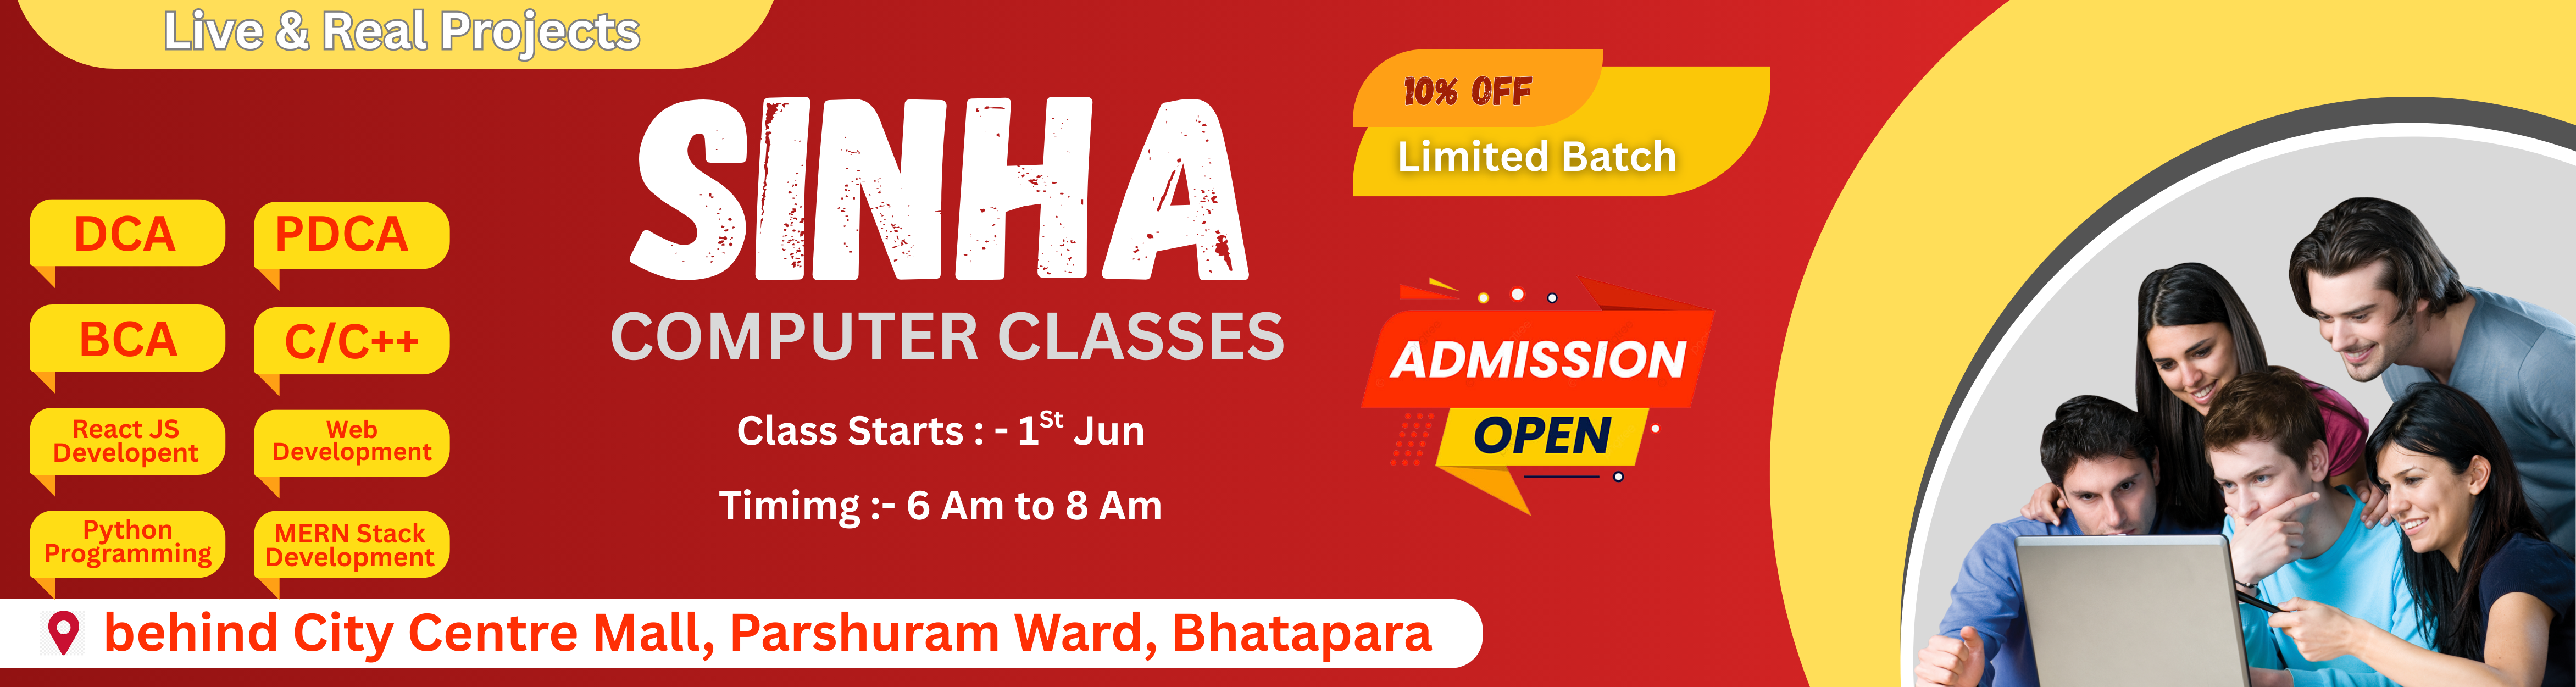 Live & Real Projects
SINHA
COMPUTER CLASSES
Class Starts : - 1St Jun
Timimg :- 6 Am to 8 Am
10% OFF
Limited Batch
ADMISSION
OPEN
DCA
PDCA
BCA
C/C++
React JS
Developent
Web
Development
Python
Programming
MERN Stack
Development
behind City Centre Mall, Parshuram Ward, Bhatapara